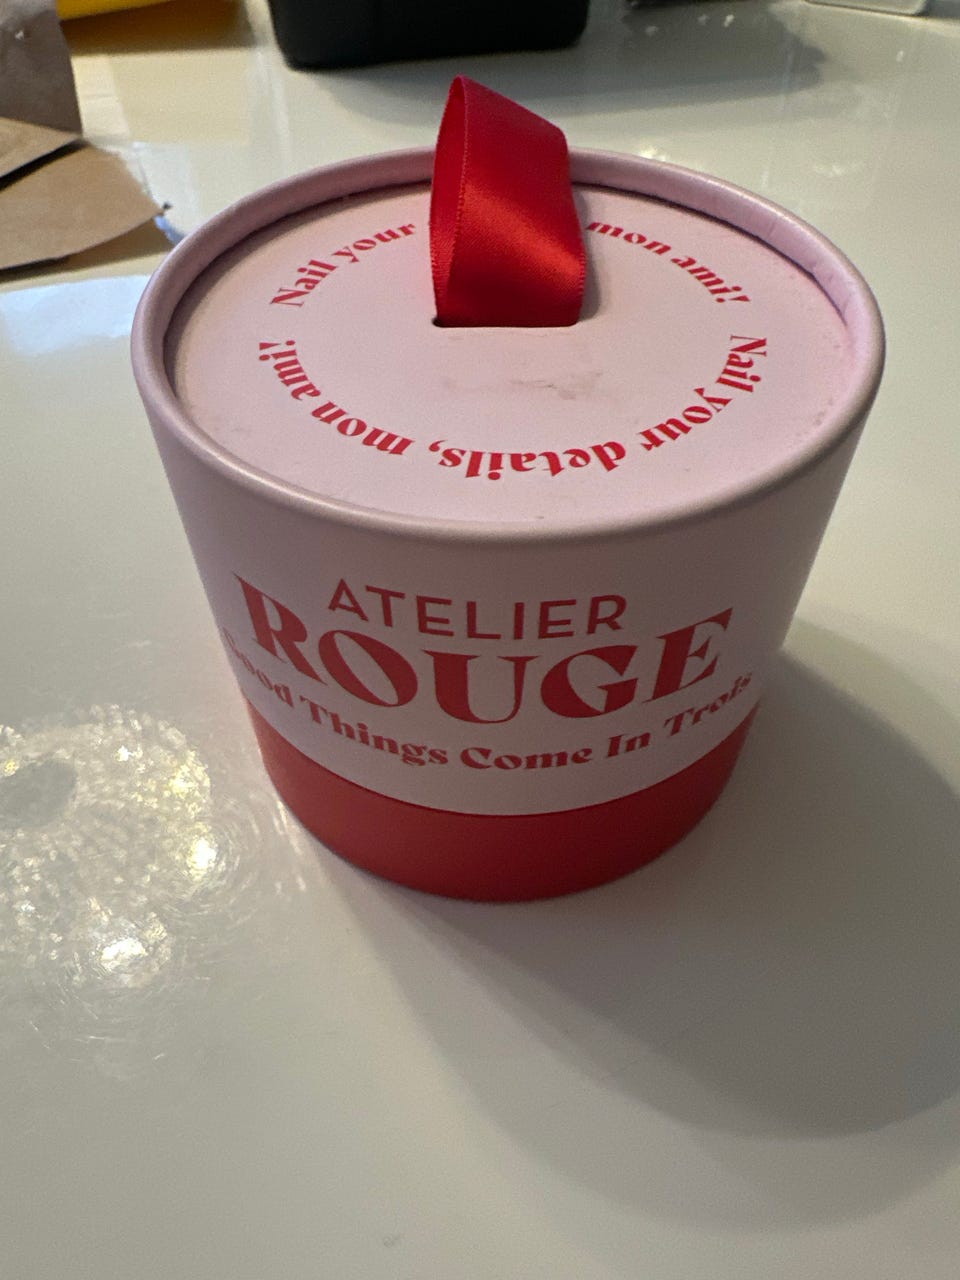 Nail your
mon ami!
Nail your details, mon ami!
ATELIER
ROUGE
Good Things Come In Trois